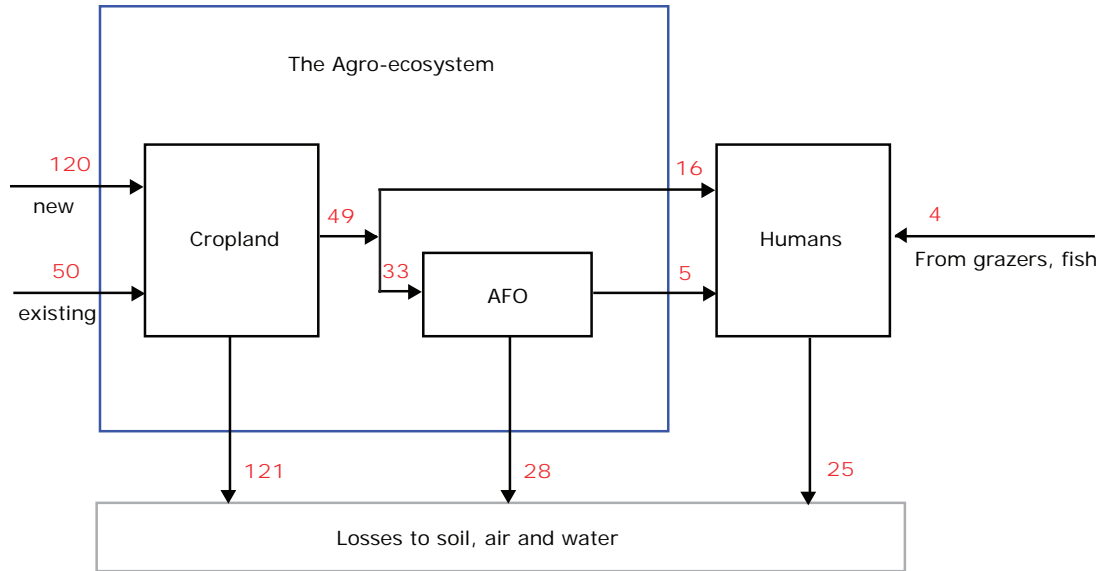 The Agro-ecosystem
120
new
50
existing
Cropland
49
33
AFO
16
5
Humans
4
From grazers, fish
121
28
25
Losses to soil, air and water